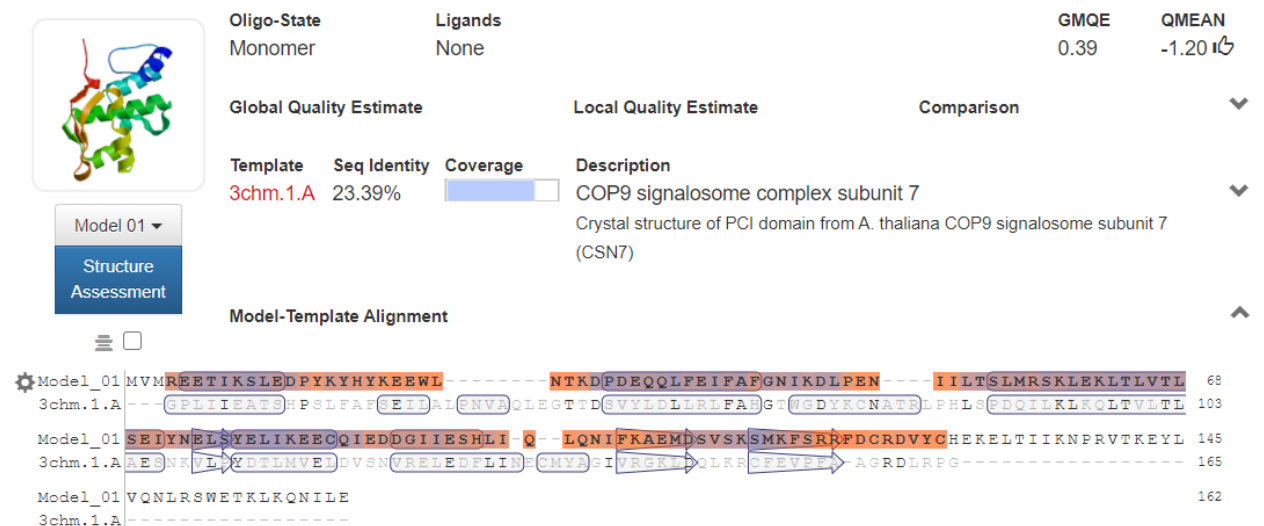 Oligo-State Ligands GMQE QMEAN
Monomer None 0.39 -1.20
Global Quality Estimate Local Quality Estimate Comparison
Template Seq Identity Coverage Description
3chm.1.A 23.39% COP9 signalosome complex subunit 7
Crystal structure of PCI domain from A. thaliana COP9 signalosome subunit 7
(CSN7)
Model 01
Structure
Assessment
Model-Template Alignment
Model_01 MVMREETIKSLEDPYKYHYKEEWL--------NTKDPDEQQLFEIFAFGNIKDLPEN----IILTSLMRSKLEKLTLVTL 68
3chm.1.A ---GPLIIEATSHPSLFAFSEILALPNVAQLEGTTDSVYLDLLRLFAHGTWGDYKCNATRLPHLSPDQILKLKQLTVLTL 103
Model_01 SEIYNELSYELIKEECQIEDDGIIESHLI-Q--LQNIFKAEMDSVSKSMKFSRRFDCRDVYCHEKELTIIKNPRVTKEYL 145
3chm.1.A AESNKVLPYDTLMVELDVSNVRELEDFLINECMYAGIVRGKLDQLKRCFEVPFA-AGRDLRPG----------------- 165
Model_01 VQNLRSWETKLKQNILE 162
3chm.1.A -----------------